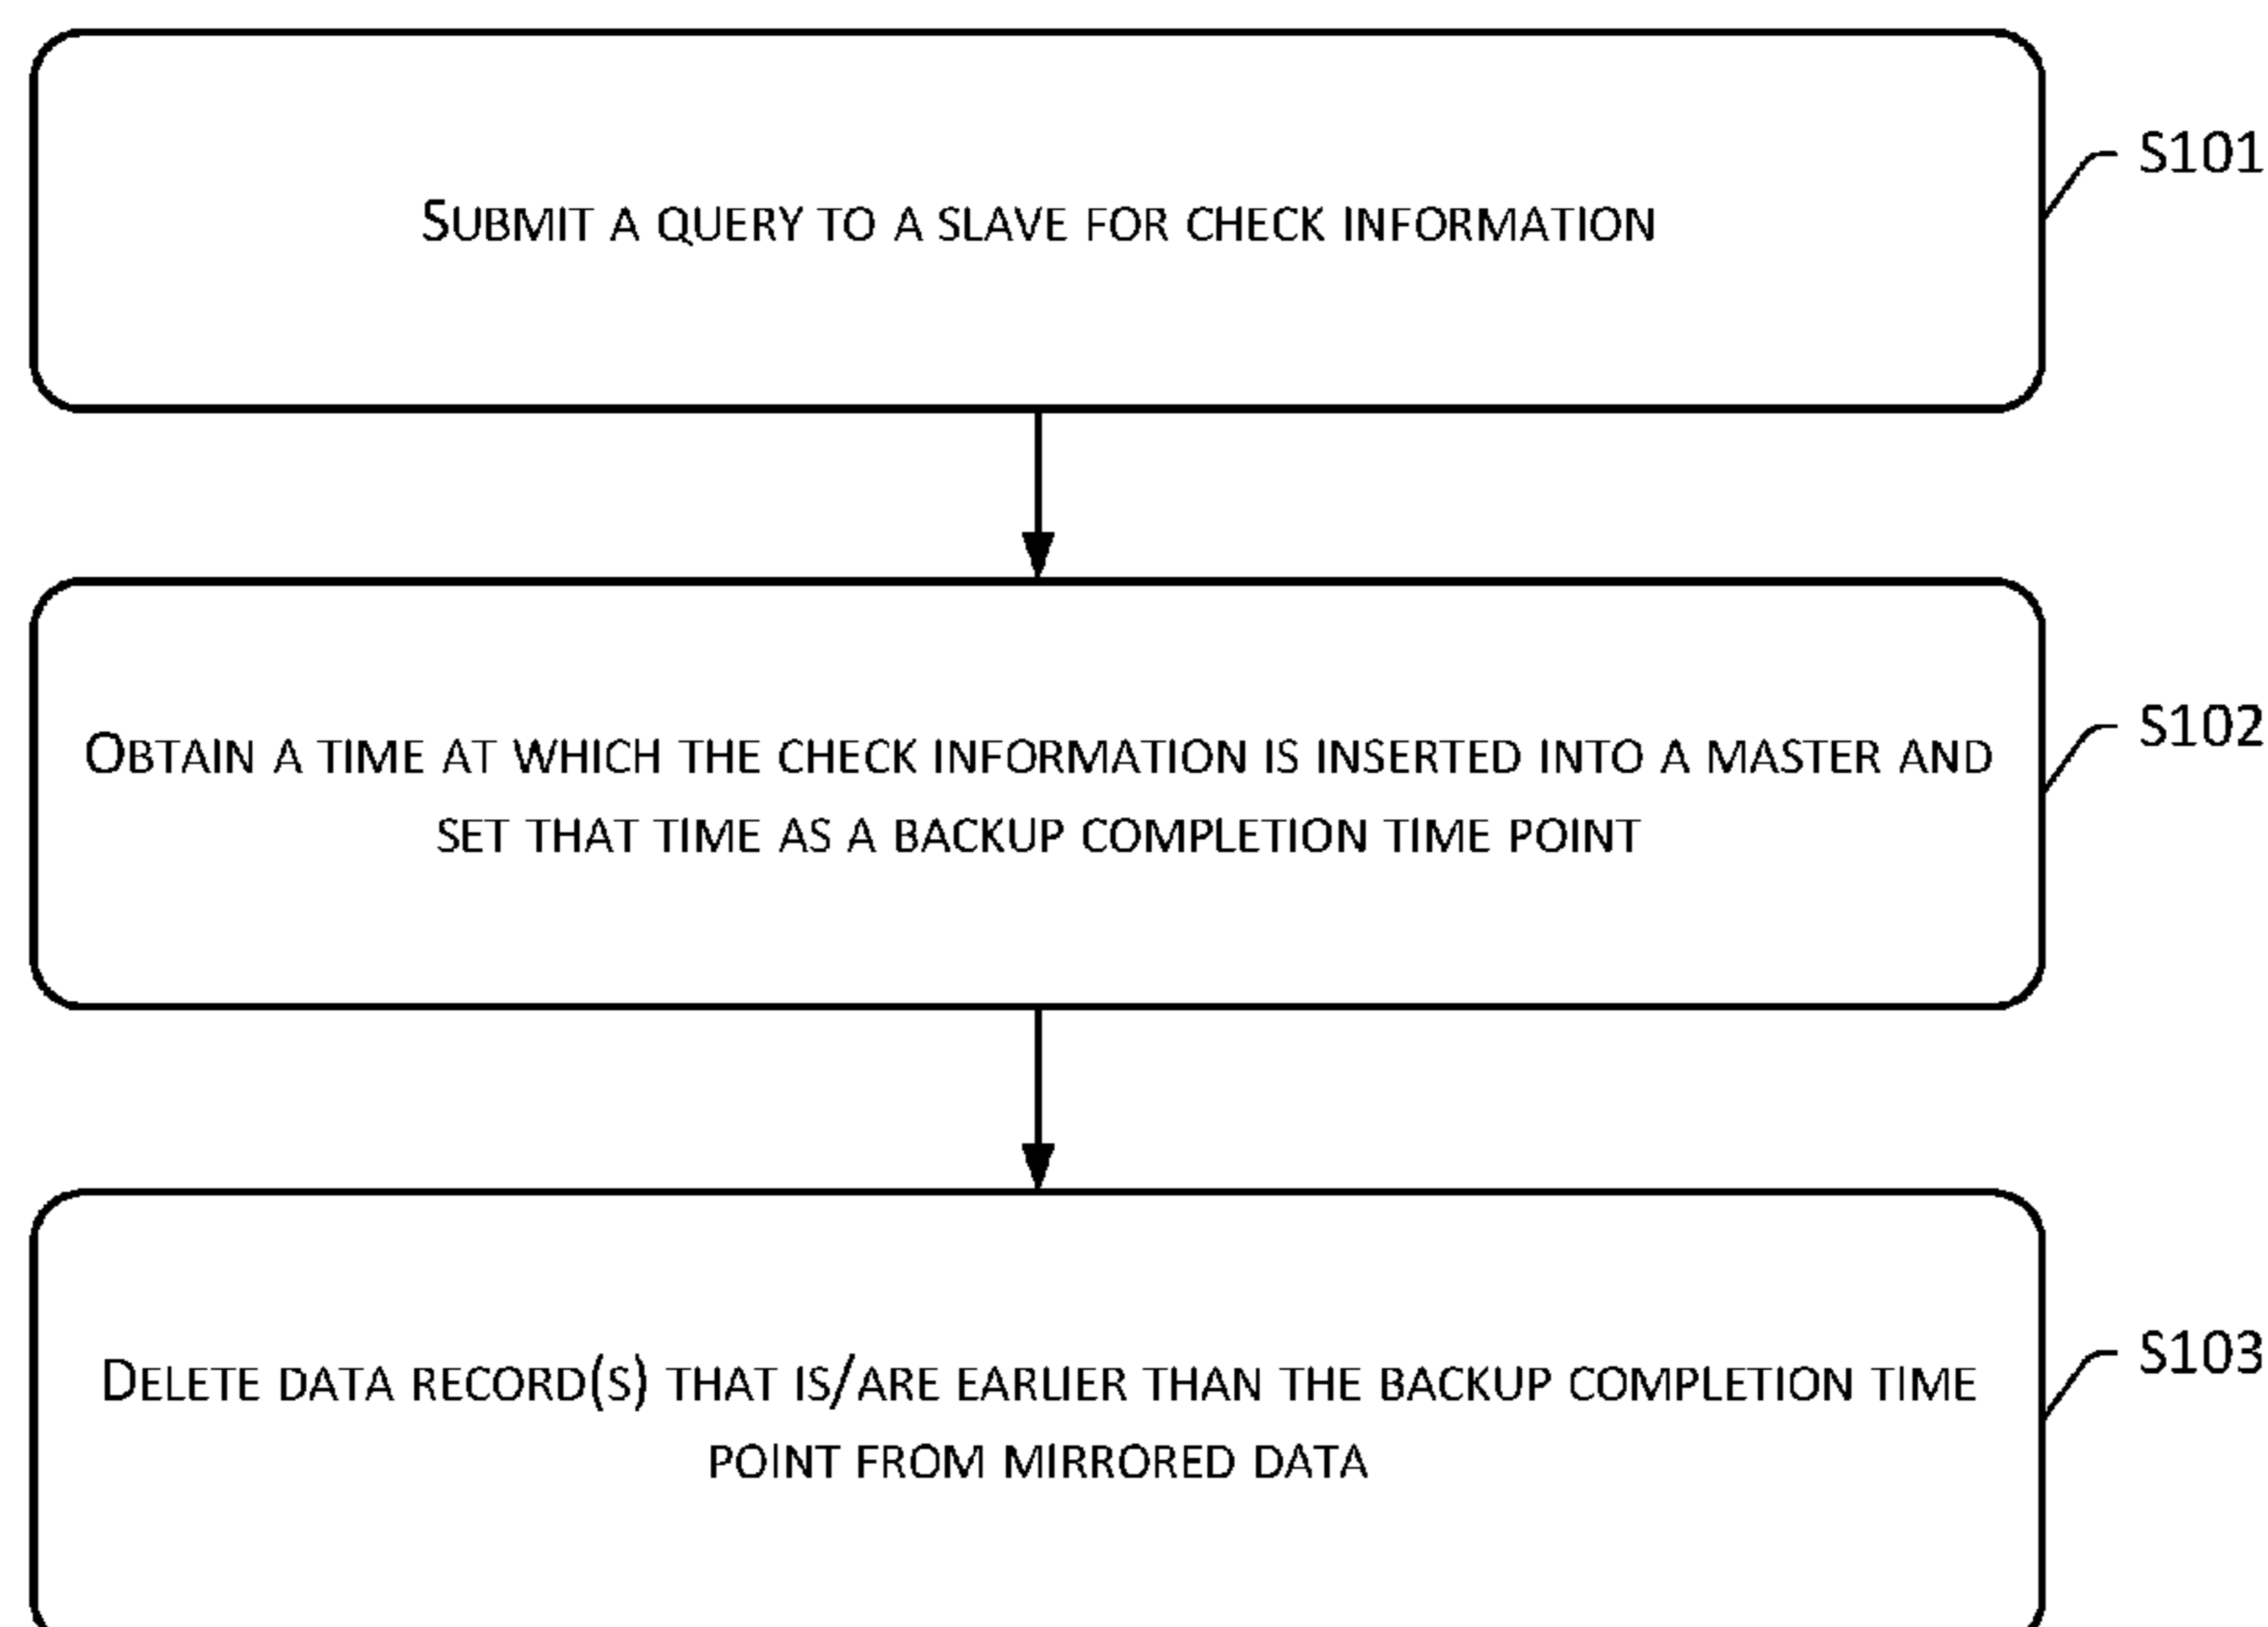 SUBMIT A QUERY TO A SLAVE FOR CHECK INFORMATION
S101
OBTAIN A TIME AT WHICH THE CHECK INFORMATION IS INSERTED INTO A MASTER AND
SET THAT TIME AS A BACKUP COMPLETION TIME POINT
S102
DELETE DATA RECORD(S) THAT IS/ARE EARLIER THAN THE BACKUP COMPLETION TIME
POINT FROM MIRRORED DATA
S103